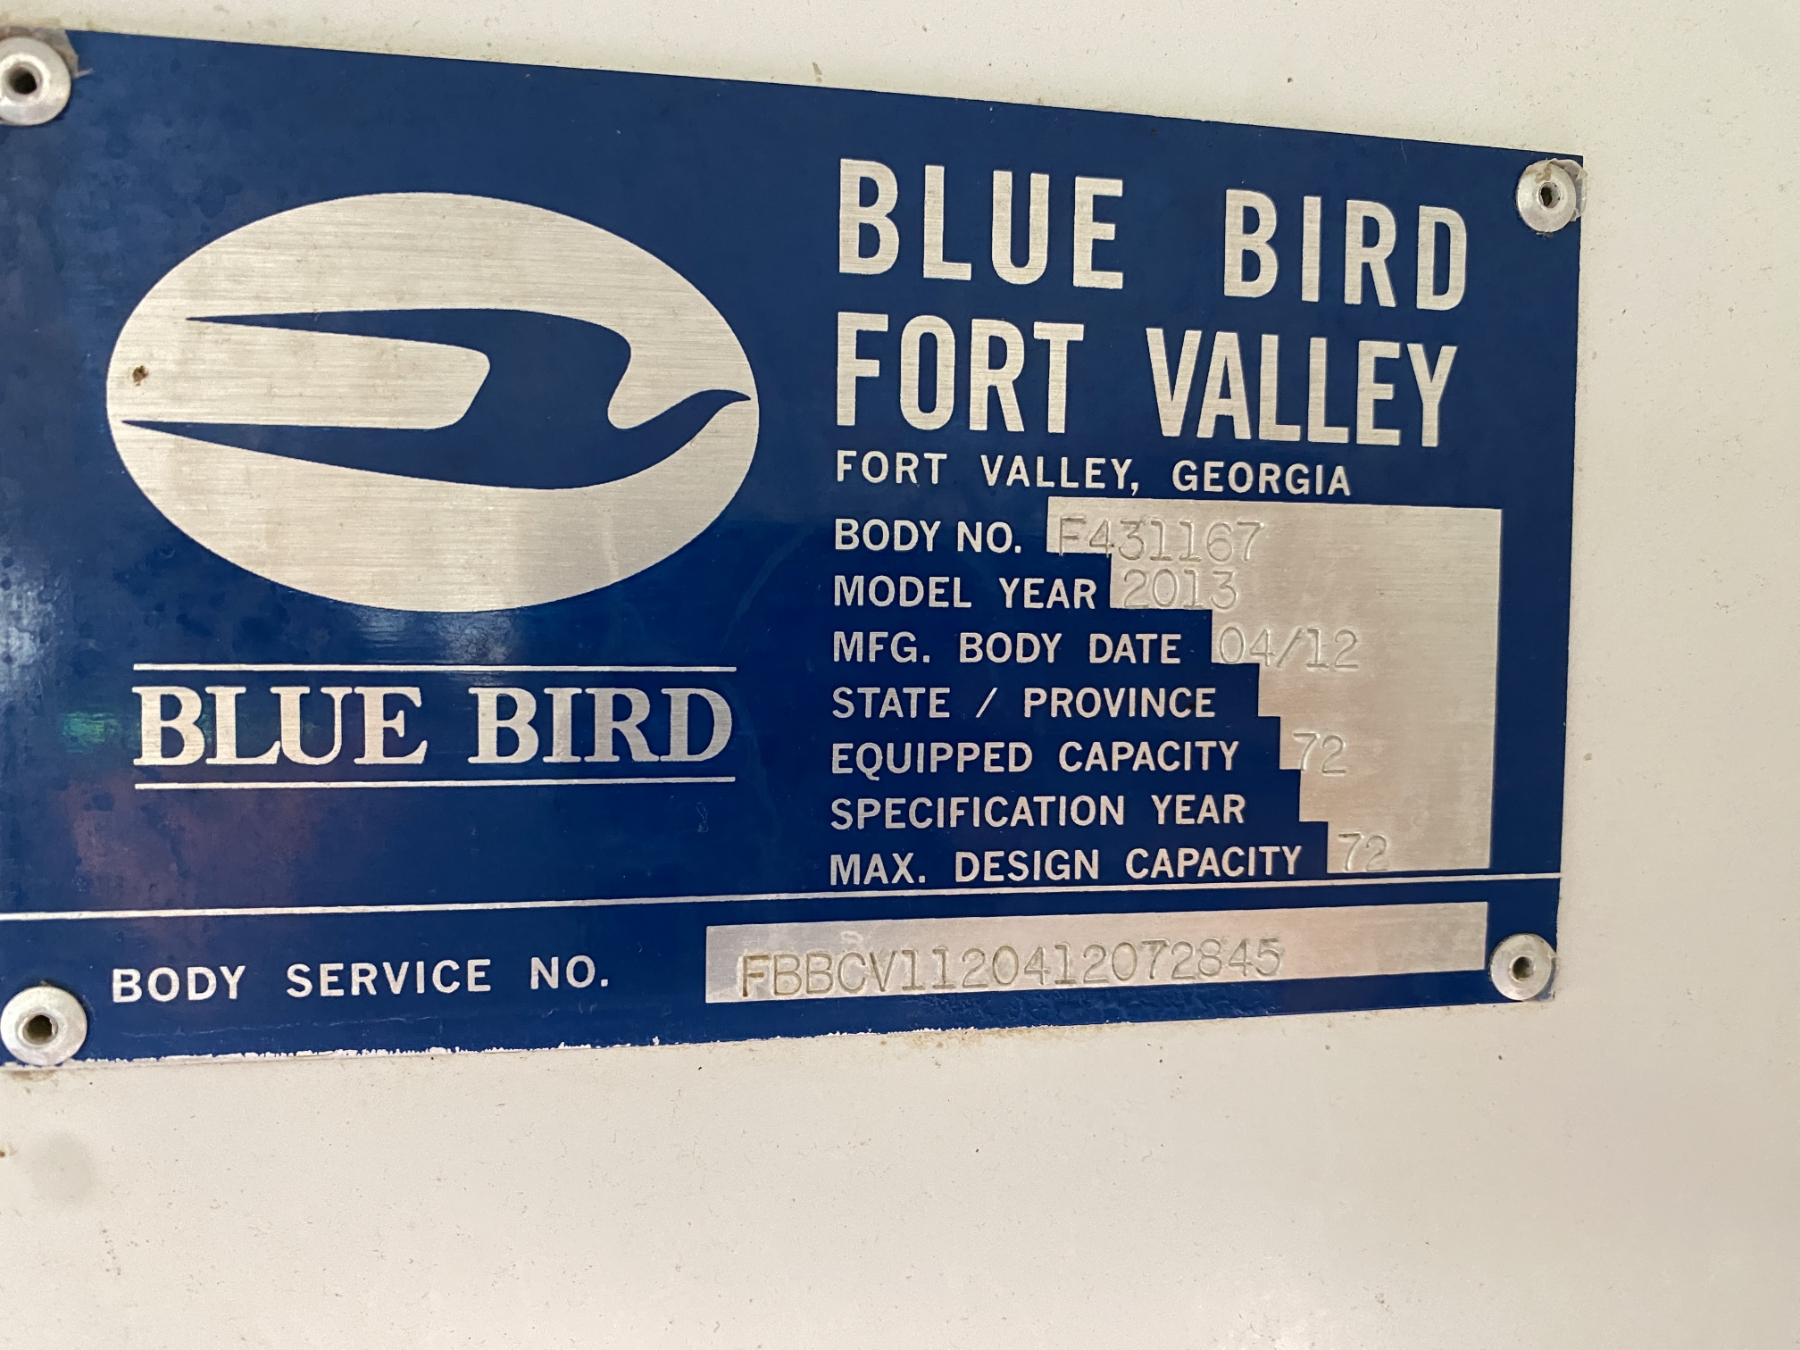 BLUE BIRD
BLUE BIRD
FORT VALLEY
FORT VALLEY, GEORGIA
BODY NO. F431167
MODEL YEAR 2013
MFG. BODY DATE 04/12
STATE / PROVINCE
EQUIPPED CAPACITY 72
SPECIFICATION YEAR
MAX. DESIGN CAPACITY 72
BODY SERVICE NO. FBBCV1120412072845